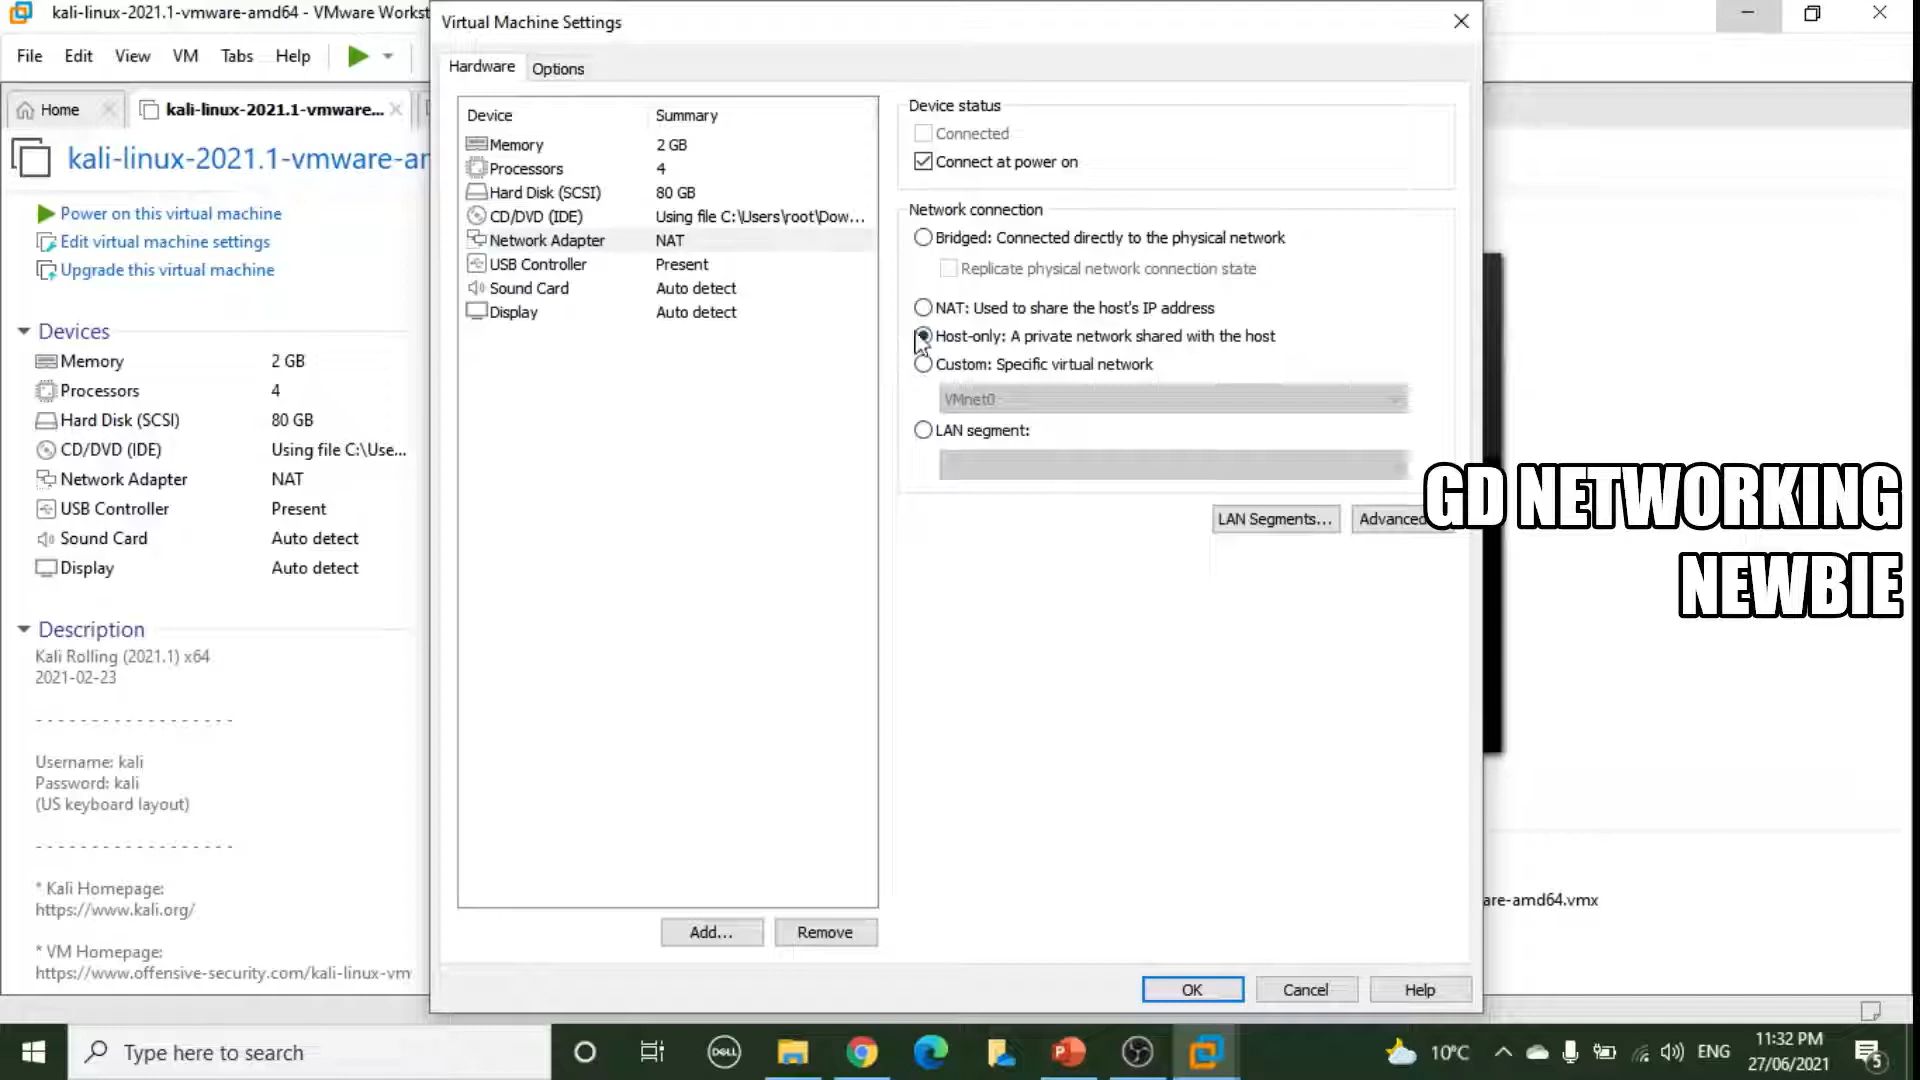 kali-linux-2021.1-vmware-amd64 - VMware Workst
File Edit View VM Tabs Help
Home
kali-linux-2021.1-vmware...
kali-linux-2021.1-vmware-ar
Power on this virtual machine
Edit virtual machine settings
Upgrade this virtual machine
Devices
Memory 2 GB
Processors 4
Hard Disk (SCSI) 80 GB
CD/DVD (IDE) Using file C:\Use...
Network Adapter NAT
USB Controller Present
Sound Card Auto detect
Display Auto detect
Description
Kali Rolling (2021.1) x64
2021-02-23
- - - - - - - - - - - - - - - - - -
Username: kali
Password: kali
(US keyboard layout)
- - - - - - - - - - - - - - - - - -
* Kali Homepage:
https://www.kali.org/
* VM Homepage:
https://www.offensive-security.com/kali-linux-vm
Virtual Machine Settings
Hardware Options
Device Summary
Memory 2 GB
Processors 4
Hard Disk (SCSI) 80 GB
CD/DVD (IDE) Using file C:\Users\root\Dow...
Network Adapter NAT
USB Controller Present
Sound Card Auto detect
Display Auto detect
Add... Remove
Device status
Connected
Connect at power on
Network connection
Bridged: Connected directly to the physical network
Replicate physical network connection state
NAT: Used to share the host's IP address
Host-only: A private network shared with the host
Custom: Specific virtual network
VMnet0
LAN segment:
LAN Segments... Advanced
OK Cancel Help
GD NETWORKING
NEWBIE
are-amd64.vmx
Type here to search
DELL
10°C
ENG
11:32 PM
27/06/2021
5